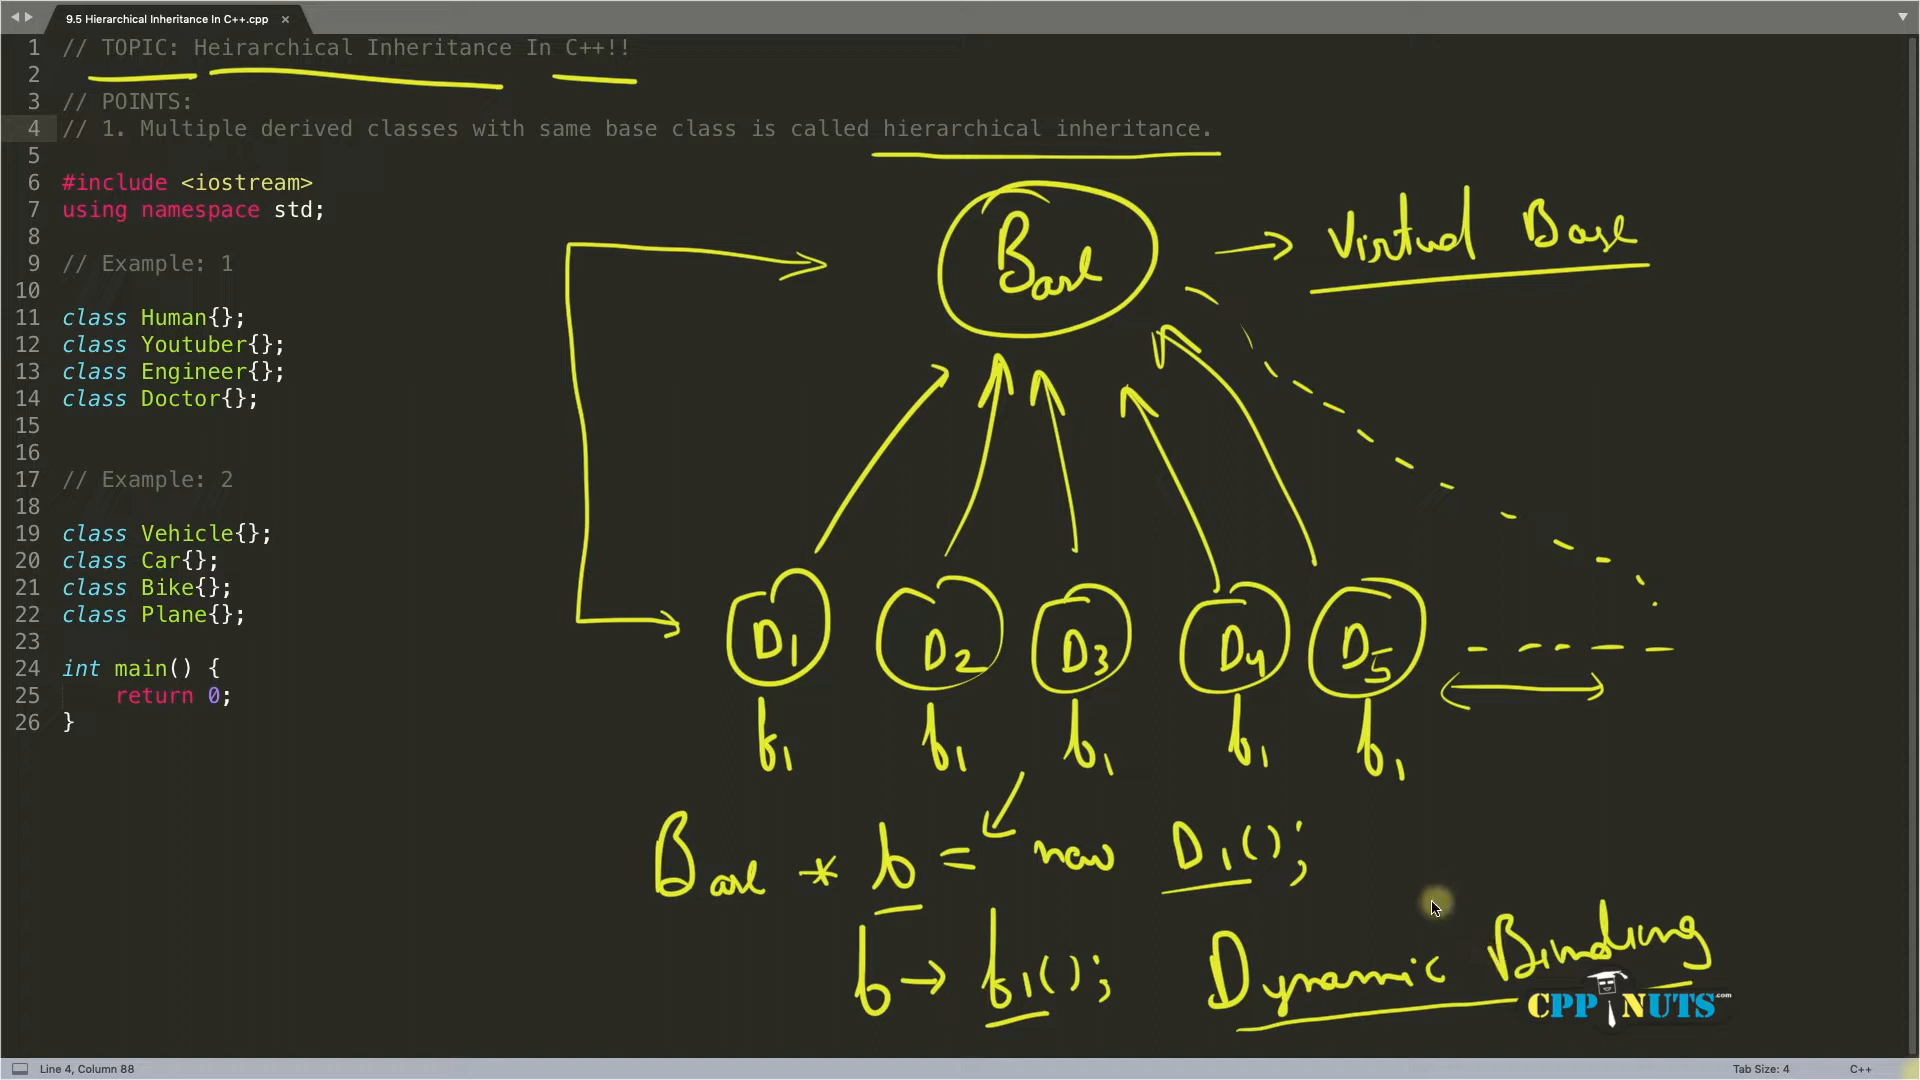 9.5 Hierarchical Inheritance In C++.cpp
1 // TOPIC: Heirarchical Inheritance In C++!!
2
3 // POINTS:
4 // 1. Multiple derived classes with same base class is called hierarchical inheritance.
5
6 #include <iostream>
7 using namespace std;
8
9 // Example: 1
10
11 class Human{};
12 class Youtuber{};
13 class Engineer{};
14 class Doctor{};
15
16
17 // Example: 2
18
19 class Vehicle{};
20 class Car{};
21 class Bike{};
22 class Plane{};
23
24 int main() {
25 return 0;
26 }
Base → Virtual Base
D1 D2 D3 D4 D5
f1 f1 f1 f1 f1
Base * b = new D1();
b → f1(); Dynamic Binding
CPP NUTS.com
Line 4, Column 88
Tab Size: 4
C++